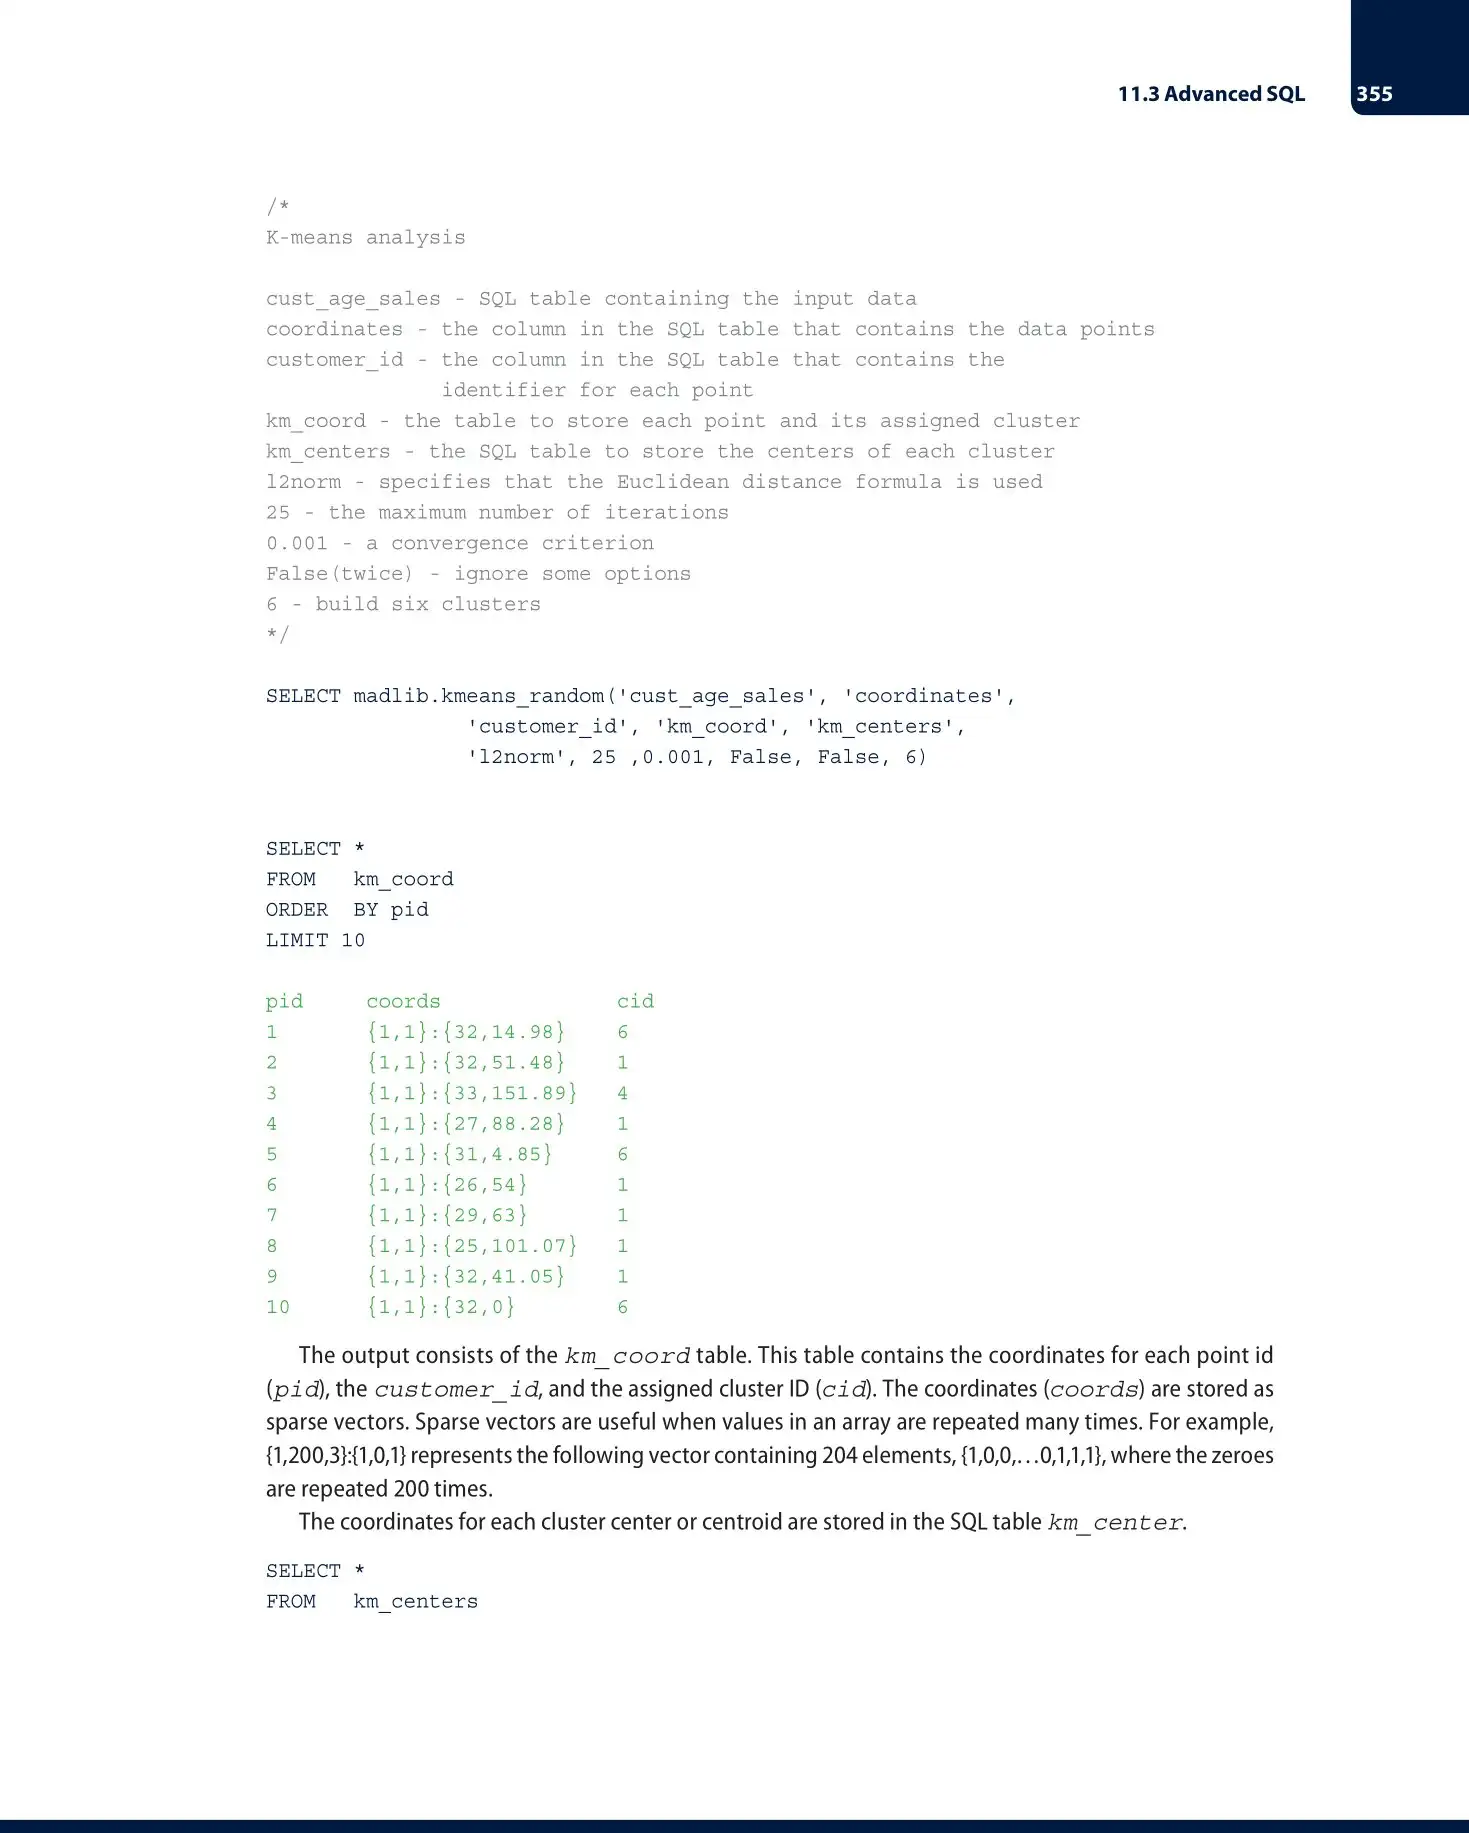 11.3 Advanced SQL 355
/*
K-means analysis
cust_age_sales - SQL table containing the input data
coordinates - the column in the SQL table that contains the data points
customer_id - the column in the SQL table that contains the
identifier for each point
km_coord - the table to store each point and its assigned cluster
km_centers - the SQL table to store the centers of each cluster
l2norm - specifies that the Euclidean distance formula is used
25 - the maximum number of iterations
0.001 - a convergence criterion
False(twice) - ignore some options
6 - build six clusters
*/
SELECT madlib.kmeans_random('cust_age_sales', 'coordinates',
'customer_id', 'km_coord', 'km_centers',
'l2norm', 25 ,0.001, False, False, 6)
SELECT *
FROM km_coord
ORDER BY pid
LIMIT 10
pid coords cid
1 {1,1}:{32,14.98} 6
2 {1,1}:{32,51.48} 1
3 {1,1}:{33,151.89} 4
4 {1,1}:{27,88.28} 1
5 {1,1}:{31,4.85} 6
6 {1,1}:{26,54} 1
7 {1,1}:{29,63} 1
8 {1,1}:{25,101.07} 1
9 {1,1}:{32,41.05} 1
10 {1,1}:{32,0} 6
The output consists of the km_coord table. This table contains the coordinates for each point id
(pid), the customer_id, and the assigned cluster ID (cid). The coordinates (coords) are stored as
sparse vectors. Sparse vectors are useful when values in an array are repeated many times. For example,
{1,200,3}:{1,0,1} represents the following vector containing 204 elements, {1,0,0,…0,1,1,1}, where the zeroes
are repeated 200 times.
The coordinates for each cluster center or centroid are stored in the SQL table km_center.
SELECT *
FROM km_centers